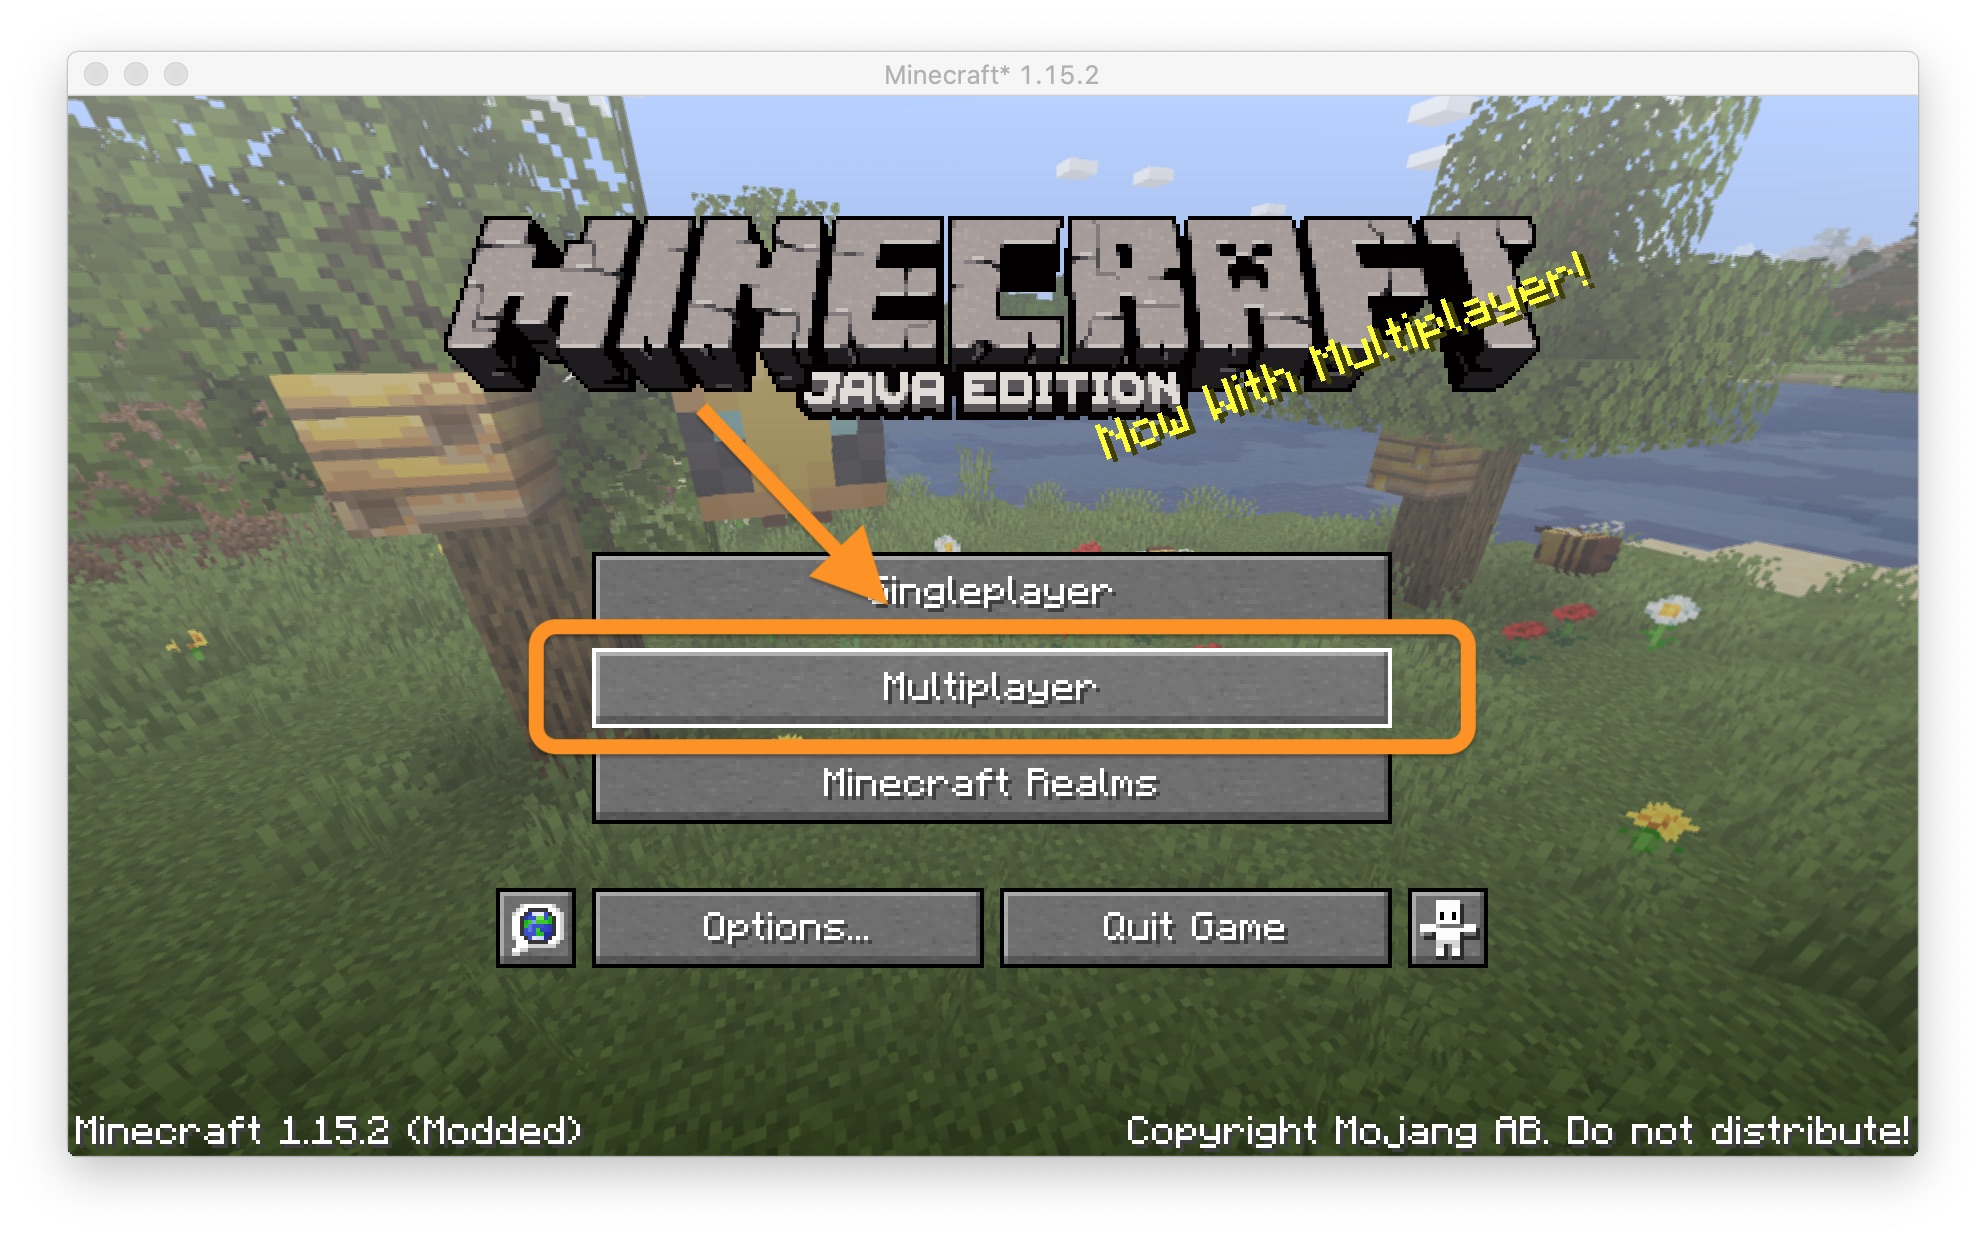 Minecraft* 1.15.2
MINECRAFT
JAVA EDITION
Now With Multiplayer!
Singleplayer
Multiplayer
Minecraft Realms
Options...
Quit Game
Minecraft 1.15.2 (Modded)
Copyright Mojang AB. Do not distribute!